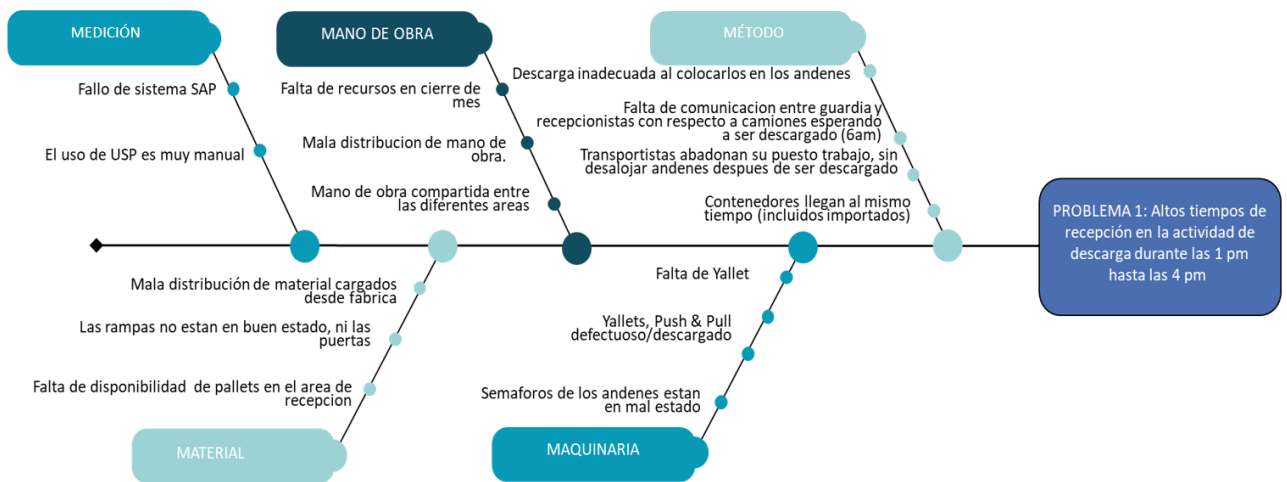 MEDICIÓN
Fallo de sistema SAP
El uso de USP es muy manual
MANO DE OBRA
Falta de recursos en cierre de
mes
Mala distribucion de mano de
obra.
Mano de obra compartida entre
las diferentes areas
MÉTODO
Descarga inadecuada al colocarlos en los andenes
Falta de comunicacion entre guardia y
recepcionistas con respecto a camiones esperando
a ser descargado (6am)
Transportistas abadonan su puesto trabajo, sin
desalojar andenes despues de ser descargado
Contenedores llegan al mismo
tiempo (incluidos importados)
PROBLEMA 1: Altos tiempos de
recepción en la actividad de
descarga durante las 1 pm
hasta las 4 pm
Mala distribución de material cargados
desde fabrica
Las rampas no estan en buen estado, ni las
puertas
Falta de disponibilidad de pallets en el area de
recepcion
MATERIAL
Falta de Yallet
Yallets, Push & Pull
defectuoso/descargado
Semaforos de los andenes estan
en mal estado
MAQUINARIA